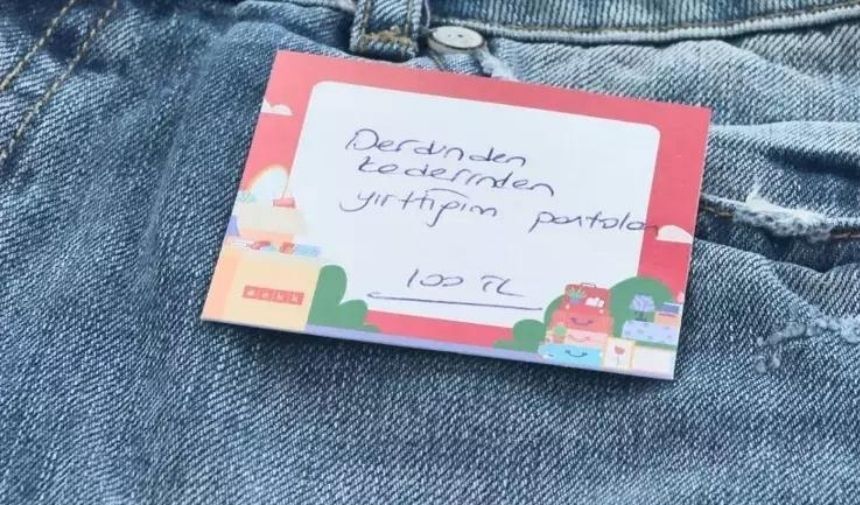 Derdinden
kederinden
yırttığım pantolon
100 TL